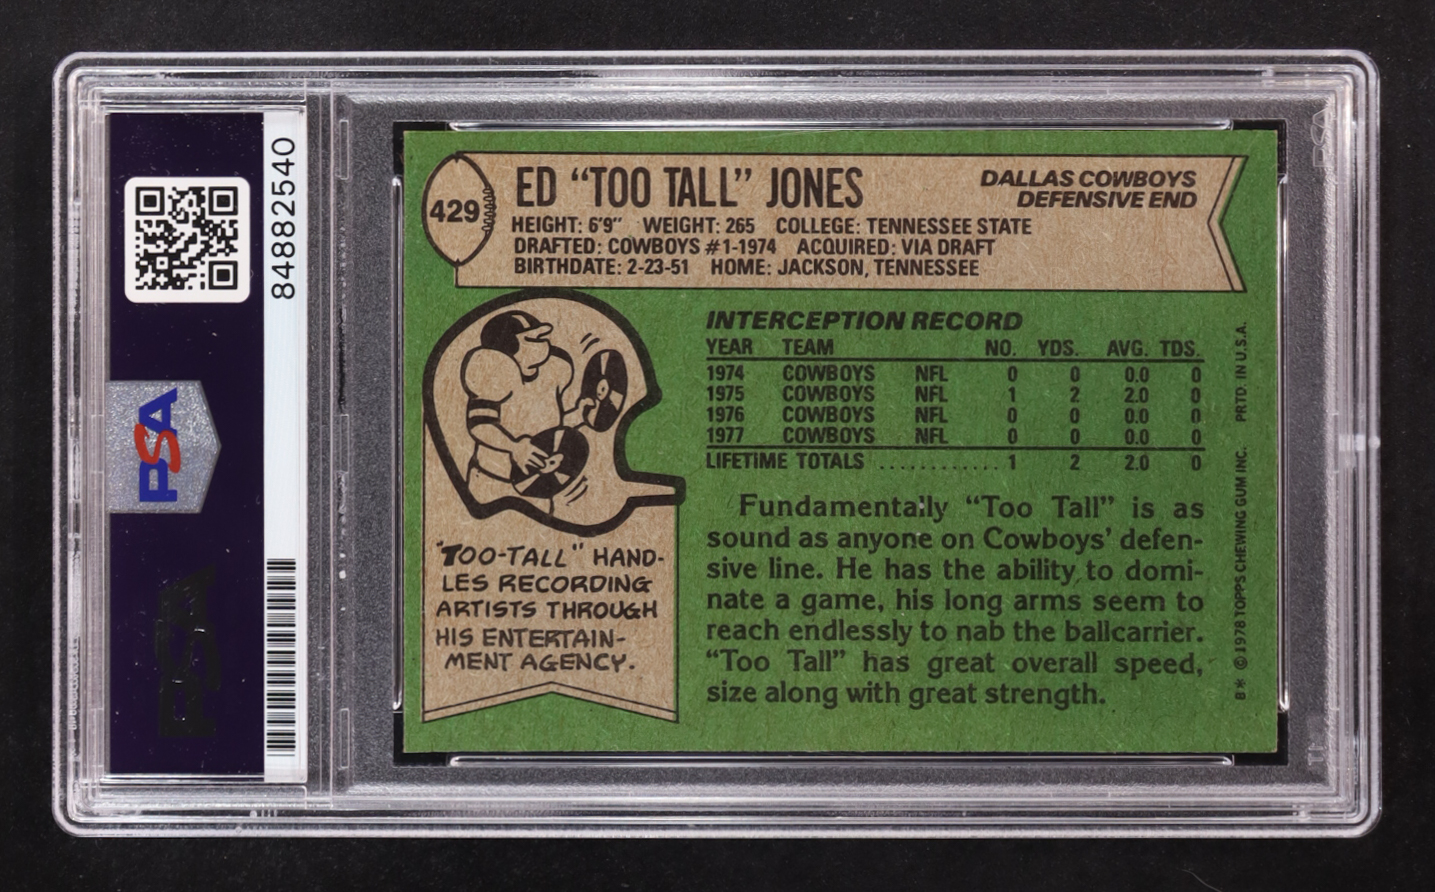 84882540
PSA
PSA
429
ED “TOO TALL” JONES
DALLAS COWBOYS
DEFENSIVE END
HEIGHT: 6'9" WEIGHT: 265 COLLEGE: TENNESSEE STATE
DRAFTED: COWBOYS #1-1974 ACQUIRED: VIA DRAFT
BIRTHDATE: 2-23-51 HOME: JACKSON, TENNESSEE
"TOO-TALL" HAND-
LES RECORDING
ARTISTS THROUGH
HIS ENTERTAIN-
MENT AGENCY.
INTERCEPTION RECORD
YEAR TEAM NO. YDS. AVG. TDS.
1974 COWBOYS NFL 0 0 0.0 0
1975 COWBOYS NFL 1 2 2.0 0
1976 COWBOYS NFL 0 0 0.0 0
1977 COWBOYS NFL 0 0 0.0 0
LIFETIME TOTALS ............ 1 2 2.0 0
Fundamentally “Too Tall” is as
sound as anyone on Cowboys’ defen-
sive line. He has the ability to domi-
nate a game, his long arms seem to
reach endlessly to nab the ballcarrier.
“Too Tall” has great overall speed,
size along with great strength.
B* © 1978 TOPPS CHEWING GUM INC. PRTD. IN U.S.A.